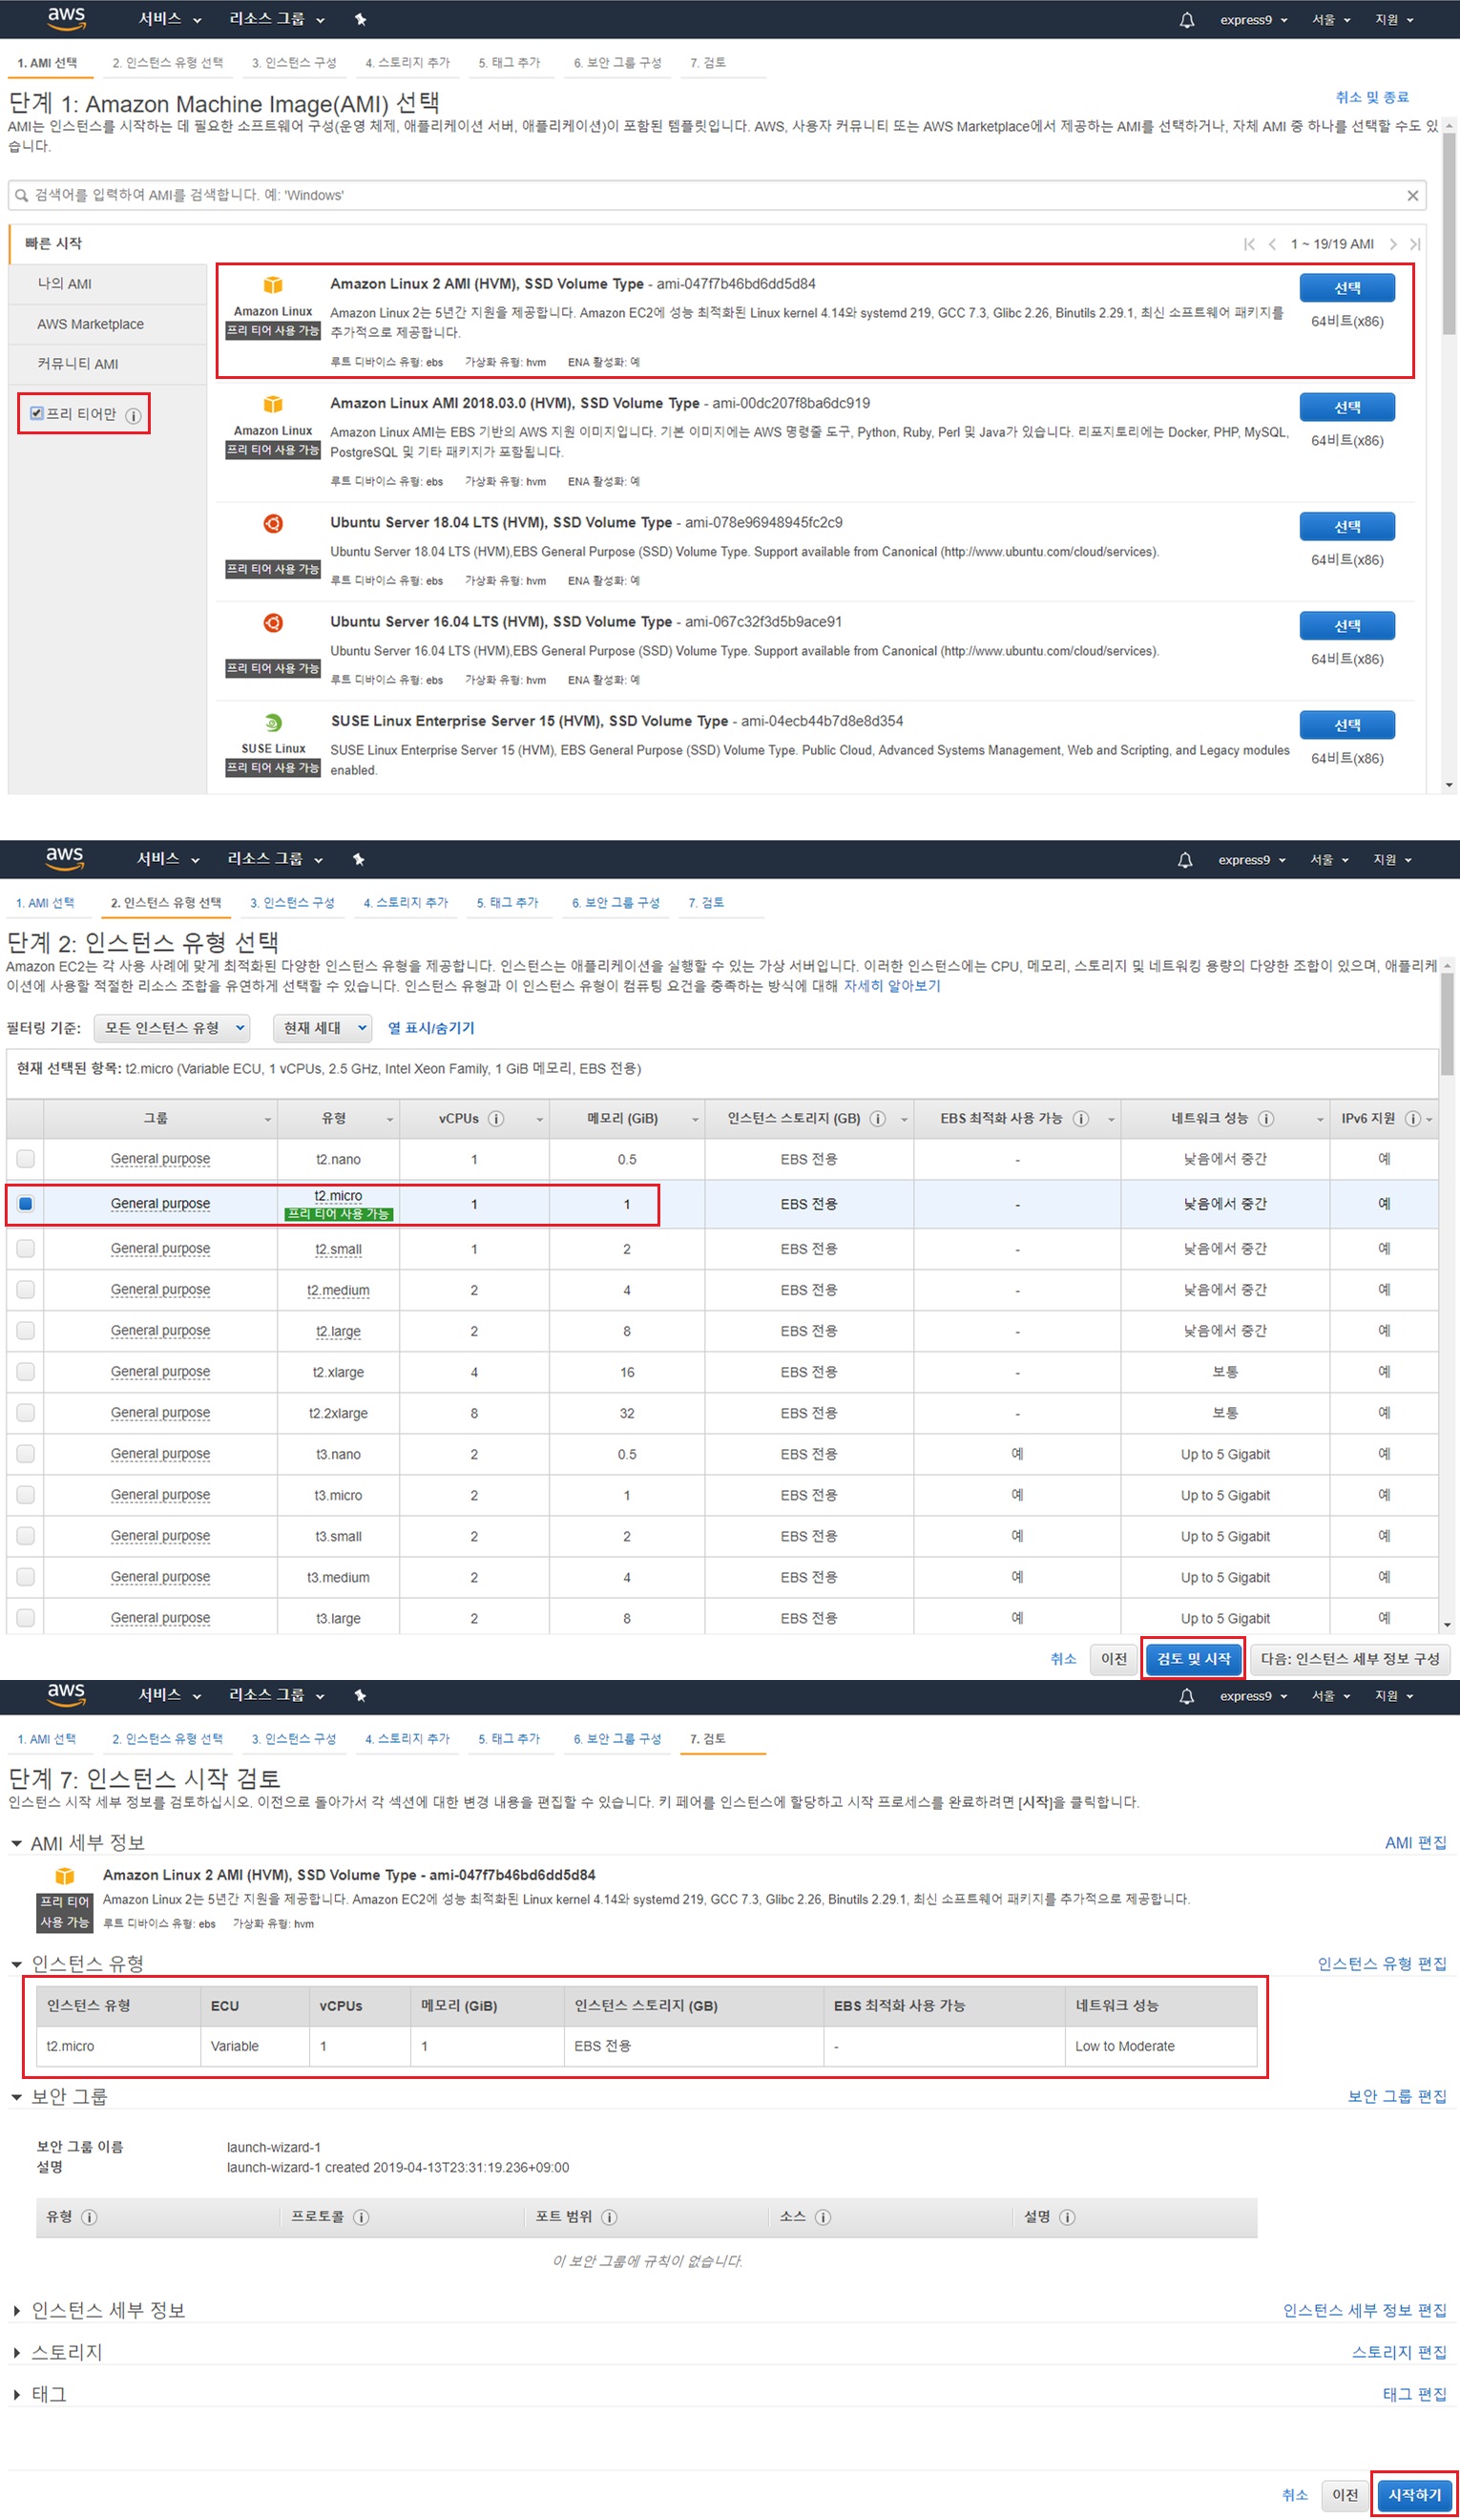 aws 서비스 리소스 그룹 express9 서울 지원
1. AMI 선택 2. 인스턴스 유형 선택 3. 인스턴스 구성 4. 스토리지 추가 5. 태그 추가 6. 보안 그룹 구성 7. 검토
단계 1: Amazon Machine Image(AMI) 선택 취소 및 종료
AMI는 인스턴스를 시작하는 데 필요한 소프트웨어 구성(운영 체제, 애플리케이션 서버, 애플리케이션)이 포함된 템플릿입니다. AWS, 사용자 커뮤니티 또는 AWS Marketplace에서 제공하는 AMI를 선택하거나, 자체 AMI 중 하나를 선택할 수도 있
습니다.
검색어를 입력하여 AMI를 검색합니다. 예: 'Windows'
빠른 시작 1 ~ 19/19 AMI
나의 AMI
AWS Marketplace
커뮤니티 AMI
프리 티어만
Amazon Linux 2 AMI (HVM), SSD Volume Type - ami-047f7b46bd6dd5d84 선택
Amazon Linux
프리 티어 사용 가능
Amazon Linux 2는 5년간 지원을 제공합니다. Amazon EC2에 성능 최적화된 Linux kernel 4.14와 systemd 219, GCC 7.3, Glibc 2.26, Binutils 2.29.1, 최신 소프트웨어 패키지를
추가적으로 제공합니다.
64비트(x86)
루트 디바이스 유형: ebs 가상화 유형: hvm ENA 활성화: 예
Amazon Linux AMI 2018.03.0 (HVM), SSD Volume Type - ami-00dc207f8ba6dc919 선택
Amazon Linux
프리 티어 사용 가능
Amazon Linux AMI는 EBS 기반의 AWS 지원 이미지입니다. 기본 이미지에는 AWS 명령줄 도구, Python, Ruby, Perl 및 Java가 있습니다. 리포지토리에는 Docker, PHP, MySQL,
PostgreSQL 및 기타 패키지가 포함됩니다.
64비트(x86)
루트 디바이스 유형: ebs 가상화 유형: hvm ENA 활성화: 예
Ubuntu Server 18.04 LTS (HVM), SSD Volume Type - ami-078e96948945fc2c9 선택
프리 티어 사용 가능
Ubuntu Server 18.04 LTS (HVM),EBS General Purpose (SSD) Volume Type. Support available from Canonical (http://www.ubuntu.com/cloud/services).
64비트(x86)
루트 디바이스 유형: ebs 가상화 유형: hvm ENA 활성화: 예
Ubuntu Server 16.04 LTS (HVM), SSD Volume Type - ami-067c32f3d5b9ace91 선택
프리 티어 사용 가능
Ubuntu Server 16.04 LTS (HVM),EBS General Purpose (SSD) Volume Type. Support available from Canonical (http://www.ubuntu.com/cloud/services).
64비트(x86)
루트 디바이스 유형: ebs 가상화 유형: hvm ENA 활성화: 예
SUSE Linux Enterprise Server 15 (HVM), SSD Volume Type - ami-04ecb44b7d8e8d354 선택
SUSE Linux
프리 티어 사용 가능
SUSE Linux Enterprise Server 15 (HVM), EBS General Purpose (SSD) Volume Type. Public Cloud, Advanced Systems Management, Web and Scripting, and Legacy modules
enabled.
64비트(x86)
aws 서비스 리소스 그룹 express9 서울 지원
1. AMI 선택 2. 인스턴스 유형 선택 3. 인스턴스 구성 4. 스토리지 추가 5. 태그 추가 6. 보안 그룹 구성 7. 검토
단계 2: 인스턴스 유형 선택
Amazon EC2는 각 사용 사례에 맞게 최적화된 다양한 인스턴스 유형을 제공합니다. 인스턴스는 애플리케이션을 실행할 수 있는 가상 서버입니다. 이러한 인스턴스에는 CPU, 메모리, 스토리지 및 네트워킹 용량의 다양한 조합이 있으며, 애플리케
이션에 사용할 적절한 리소스 조합을 유연하게 선택할 수 있습니다. 인스턴스 유형과 이 인스턴스 유형이 컴퓨팅 요건을 충족하는 방식에 대해 자세히 알아보기
필터링 기준: 모든 인스턴스 유형 현재 세대 열 표시/숨기기
현재 선택된 항목: t2.micro (Variable ECU, 1 vCPUs, 2.5 GHz, Intel Xeon Family, 1 GiB 메모리, EBS 전용)
그룹 유형 vCPUs 메모리 (GiB) 인스턴스 스토리지 (GB) EBS 최적화 사용 가능 네트워크 성능 IPv6 지원
General purpose t2.nano 1 0.5 EBS 전용 - 낮음에서 중간 예
General purpose t2.micro 프리 티어 사용 가능 1 1 EBS 전용 - 낮음에서 중간 예
General purpose t2.small 1 2 EBS 전용 - 낮음에서 중간 예
General purpose t2.medium 2 4 EBS 전용 - 낮음에서 중간 예
General purpose t2.large 2 8 EBS 전용 - 낮음에서 중간 예
General purpose t2.xlarge 4 16 EBS 전용 - 보통 예
General purpose t2.2xlarge 8 32 EBS 전용 - 보통 예
General purpose t3.nano 2 0.5 EBS 전용 예 Up to 5 Gigabit 예
General purpose t3.micro 2 1 EBS 전용 예 Up to 5 Gigabit 예
General purpose t3.small 2 2 EBS 전용 예 Up to 5 Gigabit 예
General purpose t3.medium 2 4 EBS 전용 예 Up to 5 Gigabit 예
General purpose t3.large 2 8 EBS 전용 예 Up to 5 Gigabit 예
취소 이전 검토 및 시작 다음: 인스턴스 세부 정보 구성
aws 서비스 리소스 그룹 express9 서울 지원
1. AMI 선택 2. 인스턴스 유형 선택 3. 인스턴스 구성 4. 스토리지 추가 5. 태그 추가 6. 보안 그룹 구성 7. 검토
단계 7: 인스턴스 시작 검토
인스턴스 시작 세부 정보를 검토하십시오. 이전으로 돌아가서 각 섹션에 대한 변경 내용을 편집할 수 있습니다. 키 페어를 인스턴스에 할당하고 시작 프로세스를 완료하려면 [시작]을 클릭합니다.
AMI 세부 정보 AMI 편집
Amazon Linux 2 AMI (HVM), SSD Volume Type - ami-047f7b46bd6dd5d84
프리 티어
사용 가능
Amazon Linux 2는 5년간 지원을 제공합니다. Amazon EC2에 성능 최적화된 Linux kernel 4.14와 systemd 219, GCC 7.3, Glibc 2.26, Binutils 2.29.1, 최신 소프트웨어 패키지를 추가적으로 제공합니다.
루트 디바이스 유형: ebs 가상화 유형: hvm
인스턴스 유형 인스턴스 유형 편집
인스턴스 유형 ECU vCPUs 메모리 (GiB) 인스턴스 스토리지 (GB) EBS 최적화 사용 가능 네트워크 성능
t2.micro Variable 1 1 EBS 전용 - Low to Moderate
보안 그룹 보안 그룹 편집
보안 그룹 이름 launch-wizard-1
설명 launch-wizard-1 created 2019-04-13T23:31:19.236+09:00
유형 프로토콜 포트 범위 소스 설명
이 보안 그룹에 규칙이 없습니다.
인스턴스 세부 정보 인스턴스 세부 정보 편집
스토리지 스토리지 편집
태그 태그 편집
취소 이전 시작하기